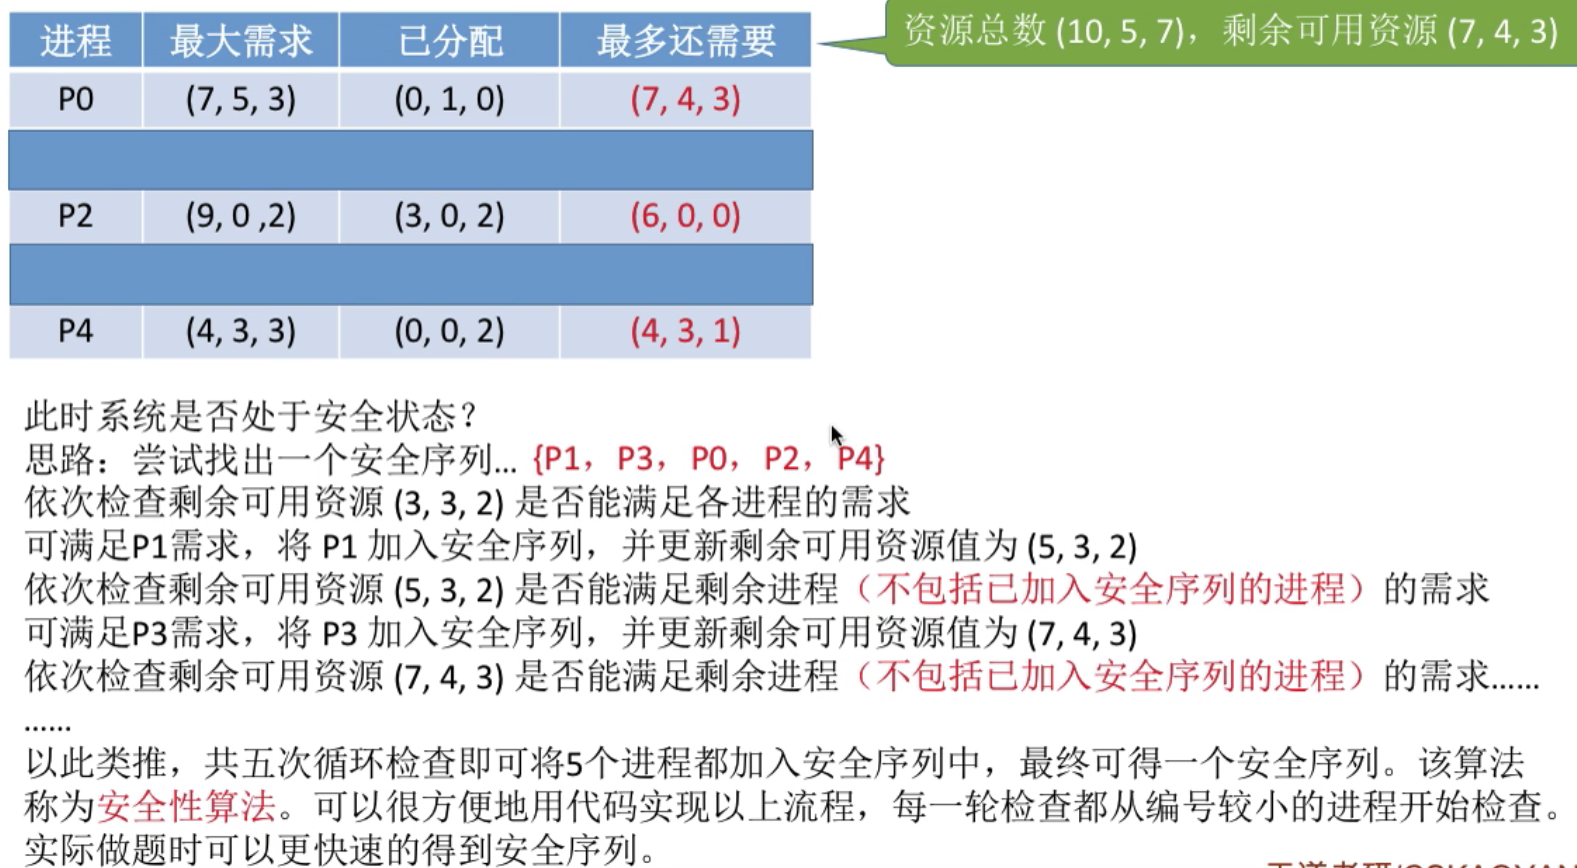 资源总数 (10, 5, 7)，剩余可用资源 (7, 4, 3)
进程 最大需求 已分配 最多还需要
P0 (7, 5, 3) (0, 1, 0) (7, 4, 3)
P2 (9, 0 ,2) (3, 0, 2) (6, 0, 0)
P4 (4, 3, 3) (0, 0, 2) (4, 3, 1)
此时系统是否处于安全状态？
思路：尝试找出一个安全序列... {P1，P3，P0，P2，P4}
依次检查剩余可用资源 (3, 3, 2) 是否能满足各进程的需求
可满足P1需求，将 P1 加入安全序列，并更新剩余可用资源值为 (5, 3, 2)
依次检查剩余可用资源 (5, 3, 2) 是否能满足剩余进程（不包括已加入安全序列的进程）的需求
可满足P3需求，将 P3 加入安全序列，并更新剩余可用资源值为 (7, 4, 3)
依次检查剩余可用资源 (7, 4, 3) 是否能满足剩余进程（不包括已加入安全序列的进程）的需求......
......
以此类推，共五次循环检查即可将5个进程都加入安全序列中，最终可得一个安全序列。该算法
称为安全性算法。可以很方便地用代码实现以上流程，每一轮检查都从编号较小的进程开始检查。
实际做题时可以更快速的得到安全序列。